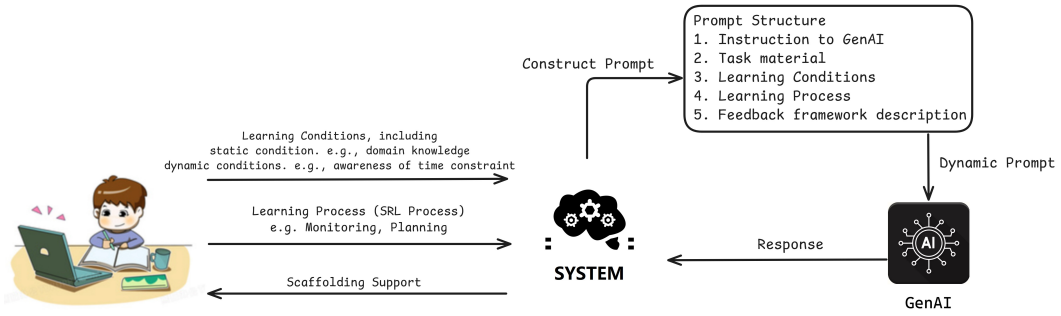 Prompt Structure
1. Instruction to GenAI
2. Task material
3. Learning Conditions
4. Learning Process
5. Feedback framework description
Construct Prompt
Learning Conditions, including
static condition. e.g., domain knowledge
dynamic conditions. e.g., awareness of time constraint
Dynamic Prompt
Learning Process (SRL Process)
e.g. Monitoring, Planning
AI
Response
SYSTEM
Scaffolding Support
GenAI